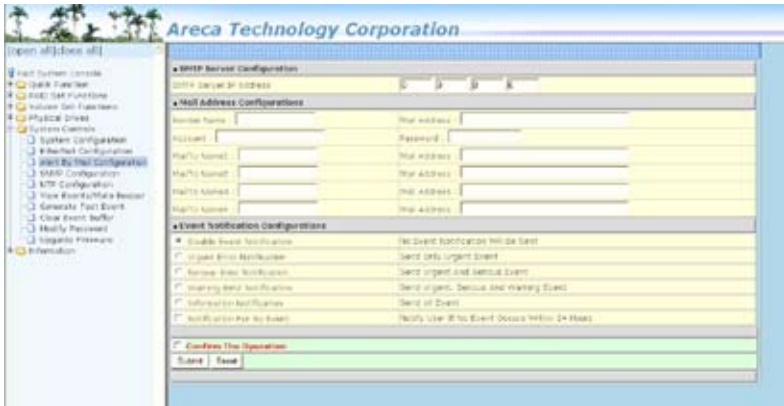 Areca Technology Corporation
[open all|close all]
Raid System Console
Quick Function
RAID Set Functions
Volume Set Functions
Physical Drives
System Controls
System Configuration
EtherNet Configuration
Alert By Mail Configuration
SNMP Configuration
NTP Configuration
View Events/Mute Beeper
Generate Test Event
Clear Event Buffer
Modify Password
Upgrade Firmware
Information
SMTP Server Configuration
SMTP Server IP Address
0 0 0 0
Mail Address Configurations
Sender Name : Mail Address :
Account : Password :
MailTo Name1 : Mail Address :
MailTo Name2 : Mail Address :
MailTo Name3 : Mail Address :
MailTo Name4 : Mail Address :
Event Notification Configurations
Disable Event Notification No Event Notification Will Be Sent
Urgent Error Notification Send Only Urgent Event
Serious Error Notification Send Urgent And Serious Event
Warning Error Notification Send Urgent, Serious And Warning Event
Information Notification Send All Event
Notification For No Event Notify User If No Event Occurs Within 24 Hours
Confirm The Operation
Submit Reset